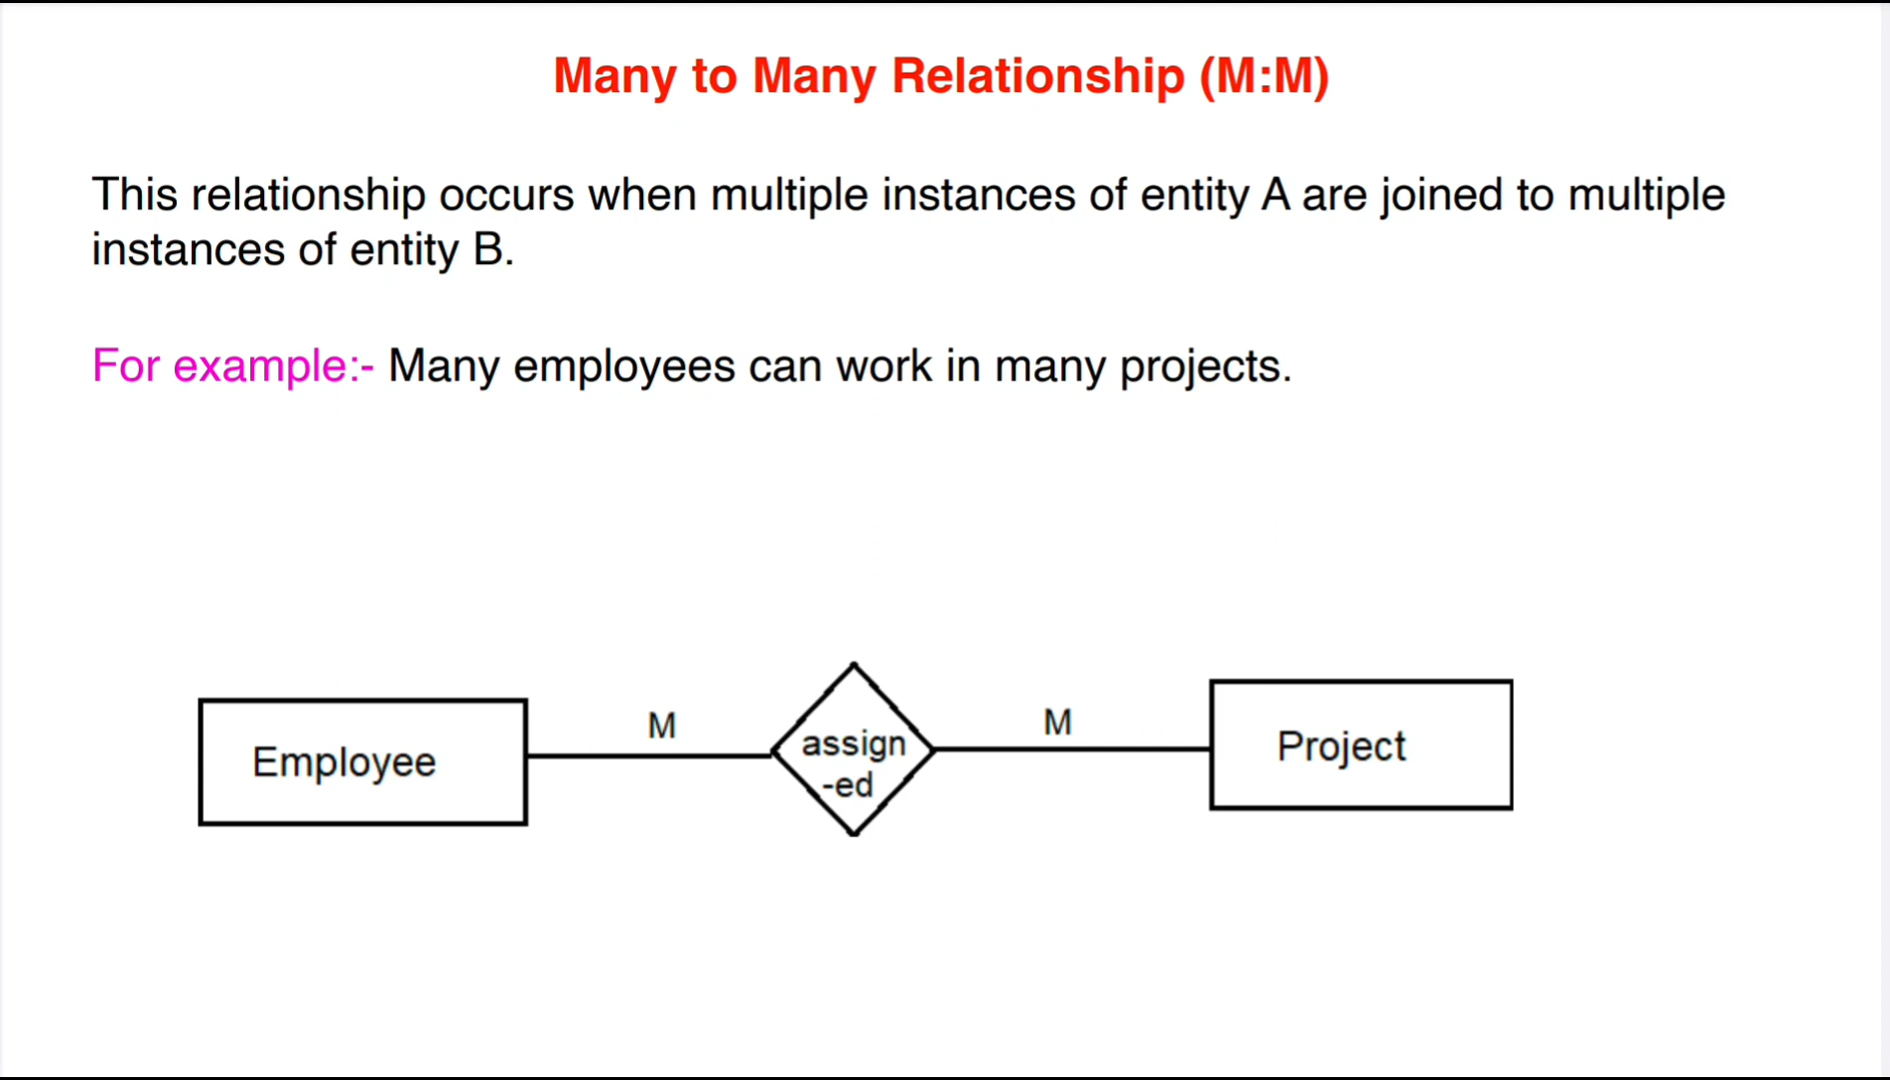 Many to Many Relationship (M:M)
This relationship occurs when multiple instances of entity A are joined to multiple
instances of entity B.
For example:- Many employees can work in many projects.
Employee
M
assign
-ed
M
Project